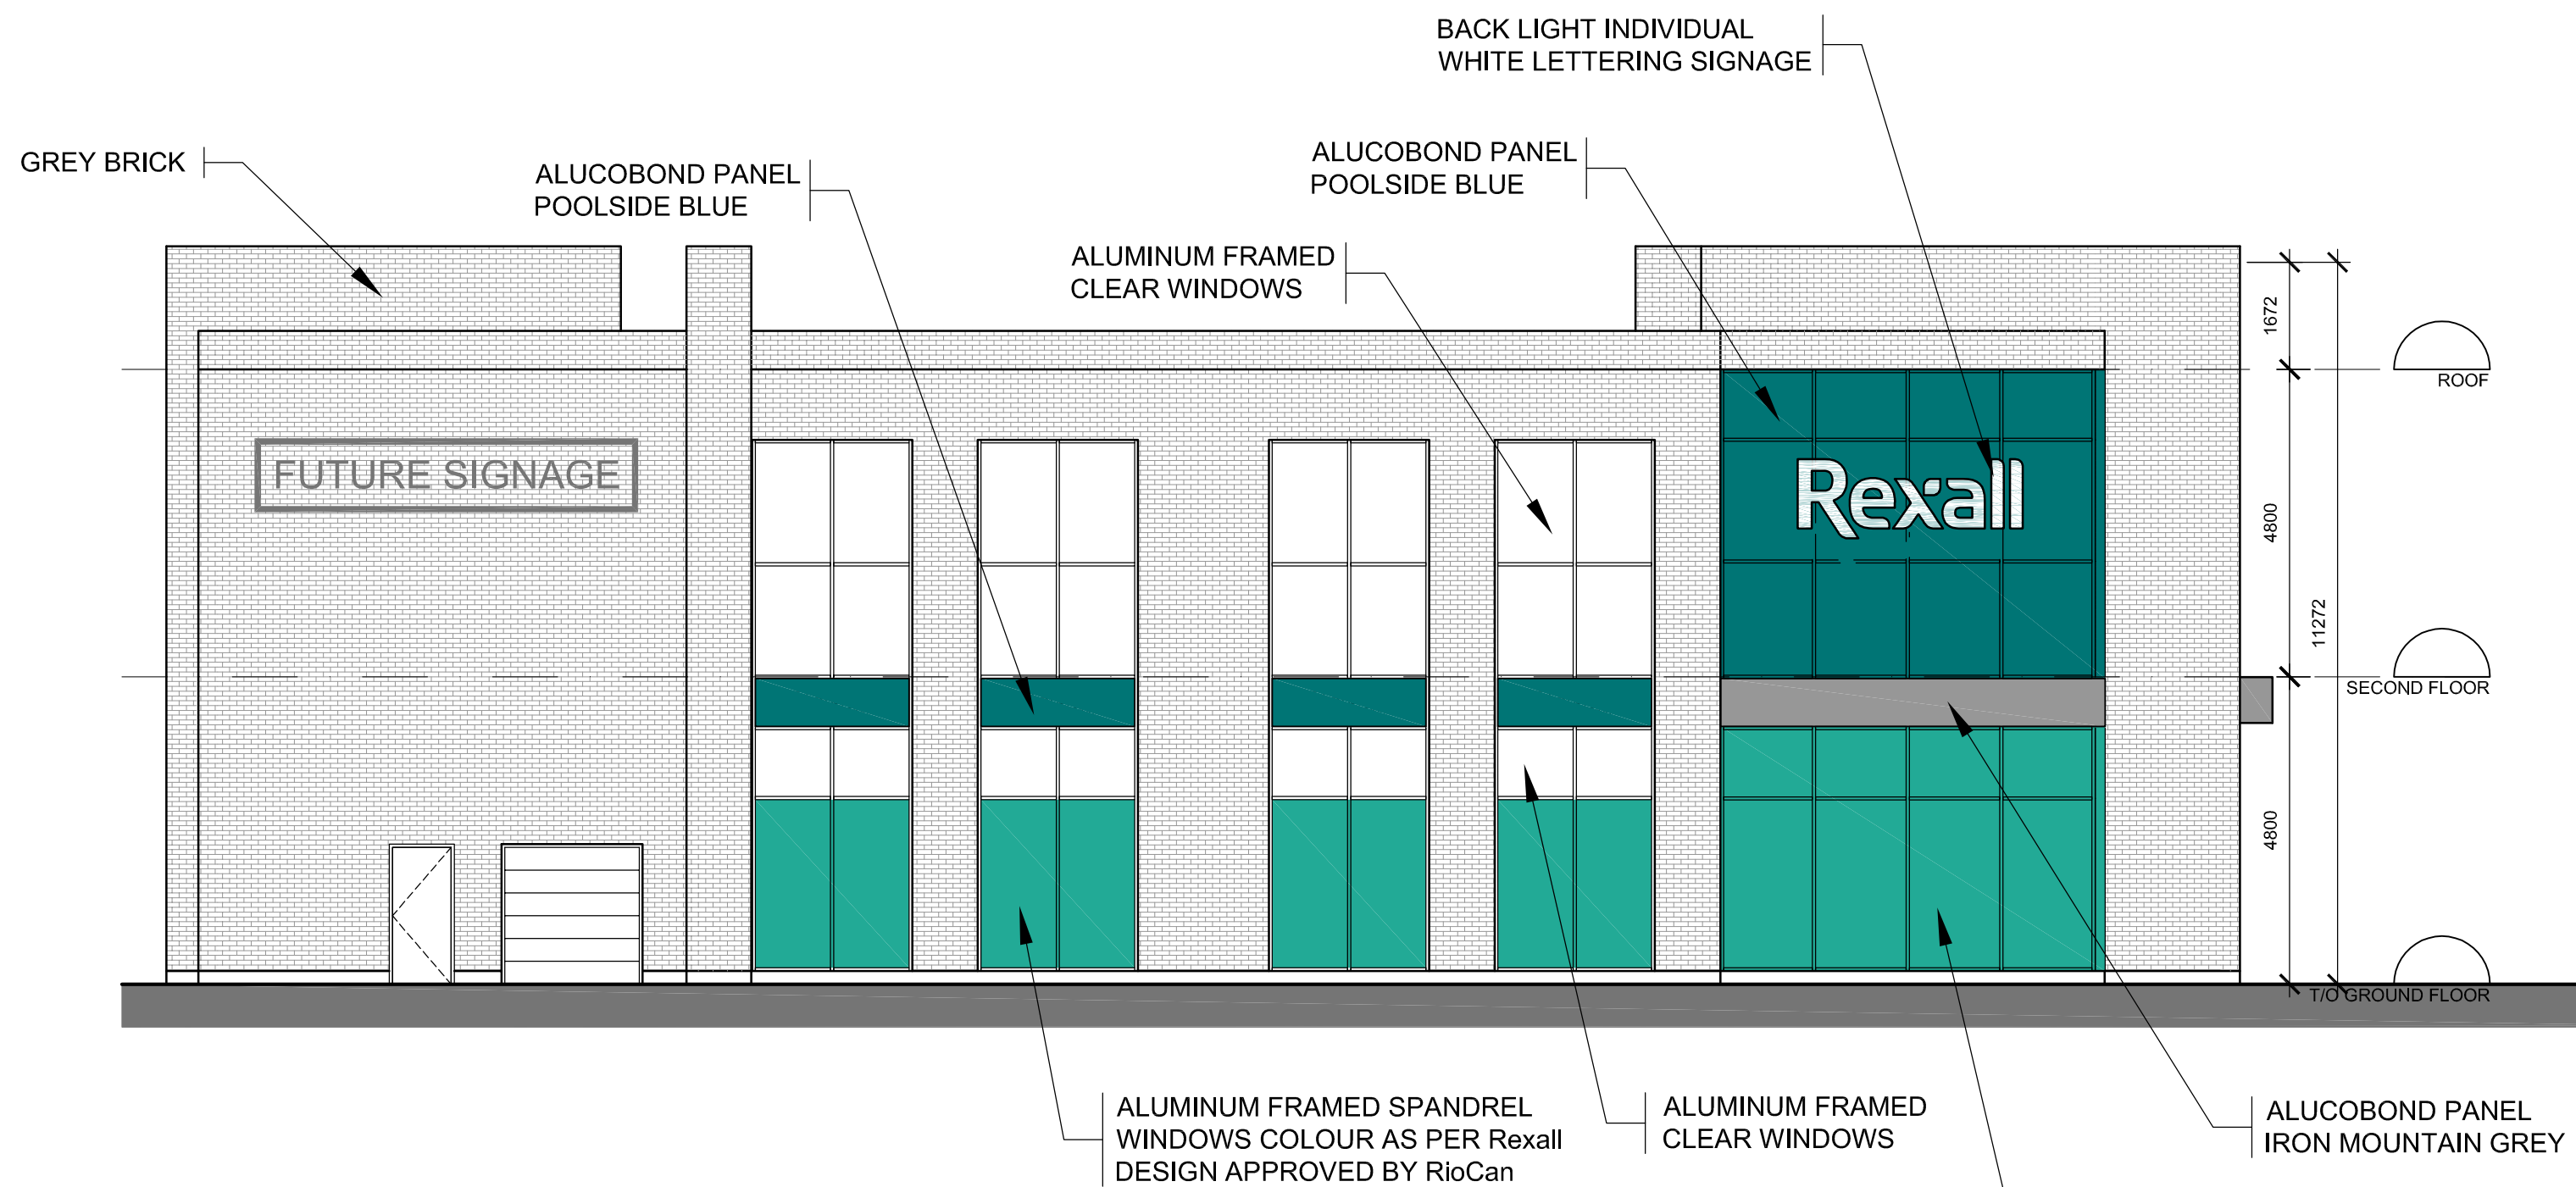 BACK LIGHT INDIVIDUAL
WHITE LETTERING SIGNAGE
GREY BRICK
ALUCOBOND PANEL
POOLSIDE BLUE
ALUCOBOND PANEL
POOLSIDE BLUE
ALUMINUM FRAMED
CLEAR WINDOWS
1672
ROOF
FUTURE SIGNAGE
Rexall
4800
11272
SECOND FLOOR
4800
T/O GROUND FLOOR
ALUMINUM FRAMED SPANDREL
WINDOWS COLOUR AS PER Rexall
DESIGN APPROVED BY RioCan
ALUMINUM FRAMED
CLEAR WINDOWS
ALUCOBOND PANEL
IRON MOUNTAIN GREY